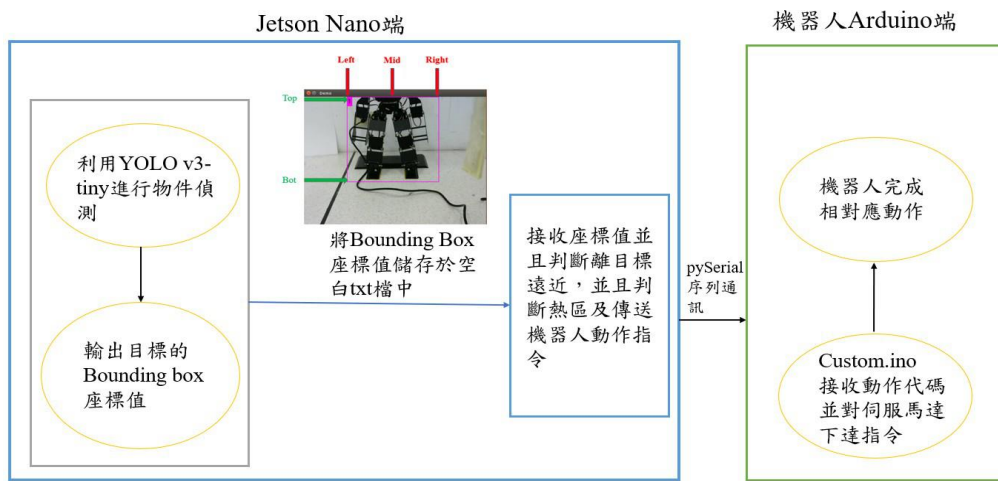 Jetson Nano端
機器人Arduino端
Left
Mid
Right
Top
Bot
利用YOLO v3-
tiny進行物件偵
測
輸出目標的
Bounding box
座標值
將Bounding Box
座標值儲存於空
白txt檔中
接收座標值並
且判斷離目標
遠近，並且判
斷熱區及傳送
機器人動作指
令
pySerial
序列通
訊
機器人完成
相對應動作
Custom.ino
接收動作代碼
並對伺服馬達
下達指令